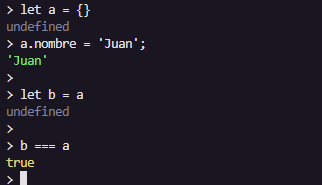 > let a = {}
undefined
> a.nombre = 'Juan';
'Juan'
>
> let b = a
undefined
>
> b === a
true
>